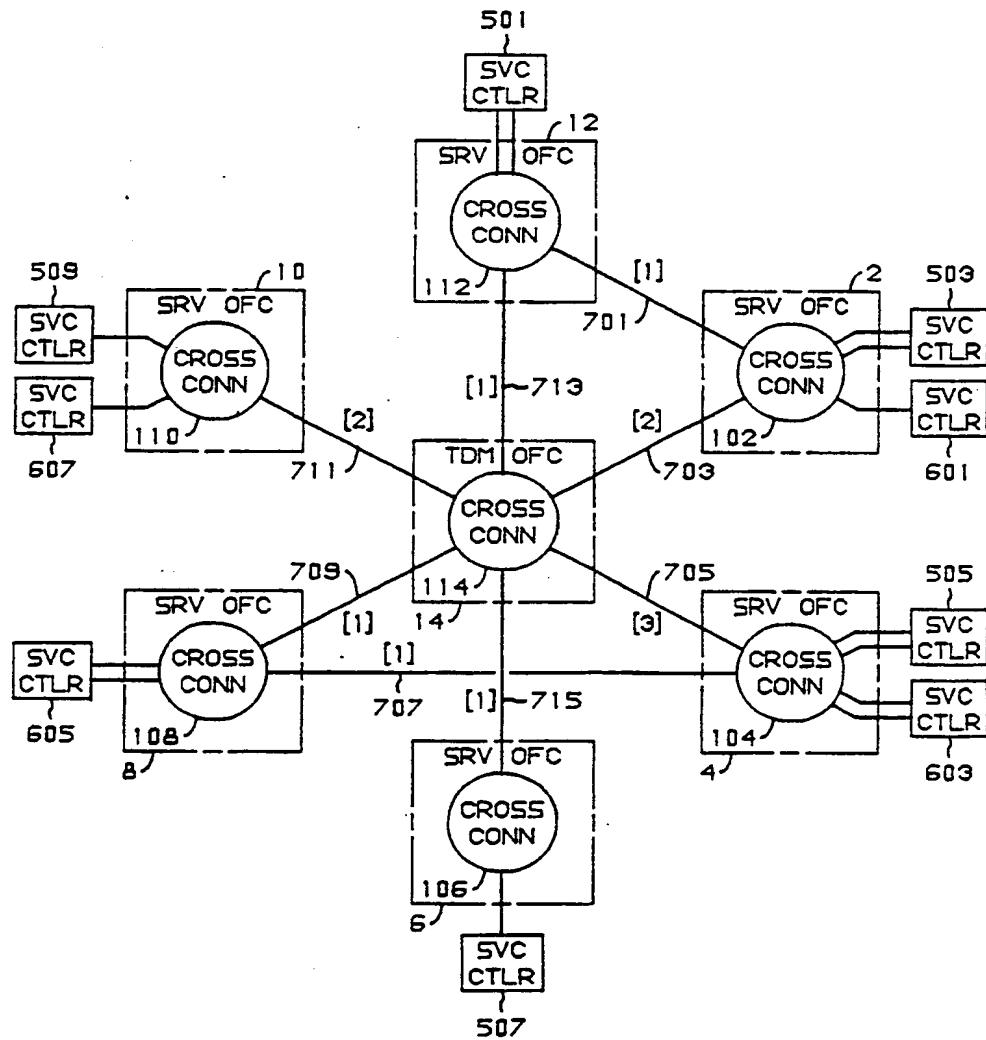 501
SVC
CTLR
12
SRV OFC
CROSS
CONN
112
[1]
701
509
SVC
CTLR
SVC
CTLR
607
10
SRV OFC
CROSS
CONN
110
[2]
711
[1]
713
2
SRV OFC
CROSS
CONN
102
503
SVC
CTLR
SVC
CTLR
601
[2]
703
TDM OFC
CROSS
CONN
114
14
709
[1]
705
[3]
SRV OFC
CROSS
CONN
108
8
SVC
CTLR
605
[1]
707
[1]
715
SRV OFC
CROSS
CONN
104
4
505
SVC
CTLR
SVC
CTLR
603
SRV OFC
CROSS
CONN
106
6
SVC
CTLR
507